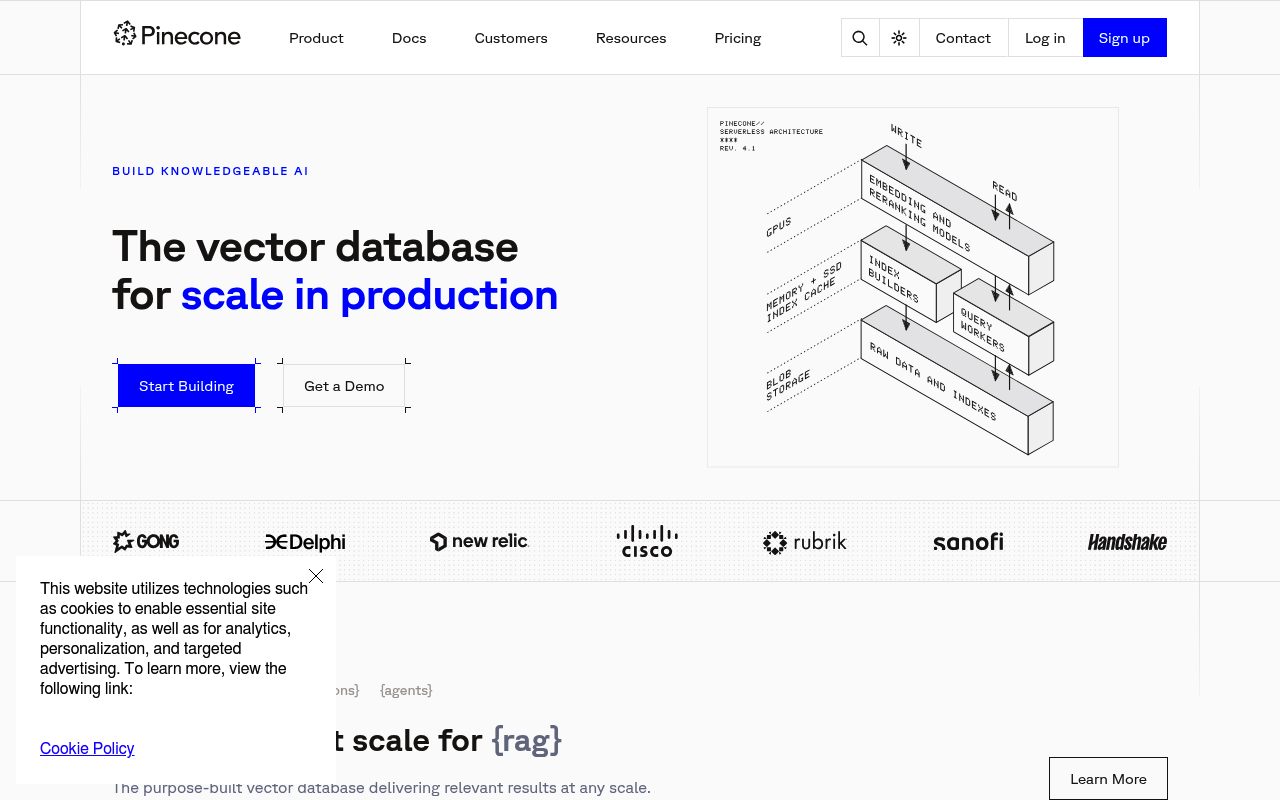 Pinecone
Product
Docs
Customers
Resources
Pricing
Contact
Log in
Sign up
BUILD KNOWLEDGEABLE AI
The vector database
for scale in production
Start Building
Get a Demo
PINECONE//
SERVERLESS ARCHITECTURE
****
REV. 4.1
WRITE
READ
GPUS
EMBEDDING AND
RERANKING MODELS
MEMORY + SSD
INDEX CACHE
INDEX
BUILDERS
QUERY
WORKERS
BLOB
STORAGE
RAW DATA AND INDEXES
GONG
Delphi
new relic
CISCO
rubrik
sanofi
Handshake
This website utilizes technologies such
as cookies to enable essential site
functionality, as well as for analytics,
personalization, and targeted
advertising. To learn more, view the
following link:
Cookie Policy
{agents}
scale for {rag}
The purpose-built vector database delivering relevant results at any scale.
Learn More